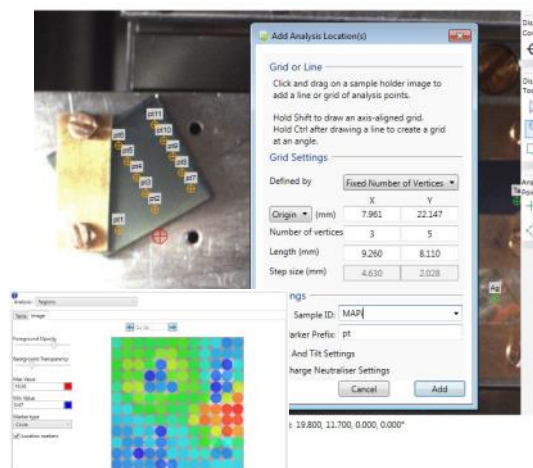 Add Analysis Location(s)
Grid or Line
Click and drag on a sample holder image to
add a line or grid of analysis points.
Hold Shift to draw an axis-aligned grid.
Hold Ctrl after drawing a line to create a grid
at an angle.
Grid Settings
Defined by Fixed Number of Vertices
X Y
Origin (mm) 7.961 22.147
Number of vertices 3 5
Length (mm) 9.260 8.110
Step size (mm) 4.630 2.028
Sample ID: MAPi
Marker Prefix: pt
And Tilt Settings
Charge Neutraliser Settings
Cancel Add
19.800, 11.700, 0.000, 0.000°
pt11
pt6 pt10
pt5 pt9
pt4 pt8
pt3 pt7
pt1 pt2
Ag
Analysis: Regions
Table Image
Foreground Opacity
Background Transparency
Max Value
Min Value
Marker type
Circle
Location markers